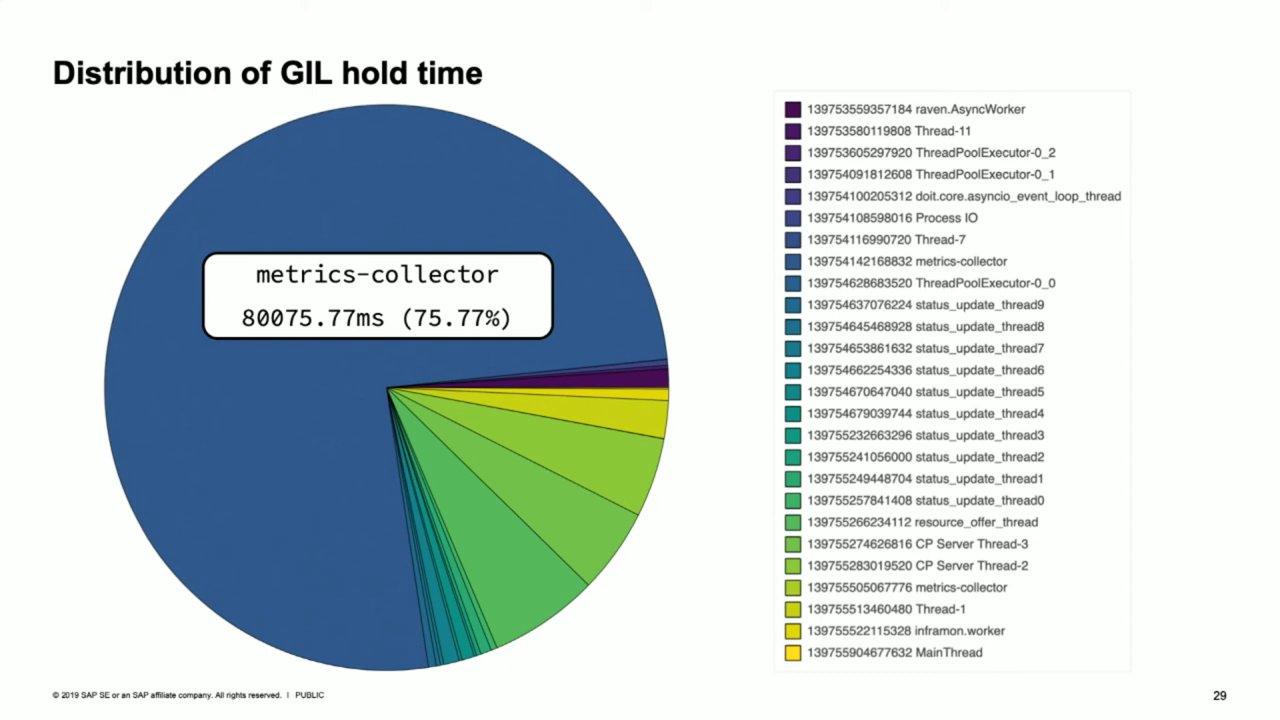 Distribution of GIL hold time
metrics-collector
80075.77ms (75.77%)
139753559357184 raven.AsyncWorker
139753580119808 Thread-11
139753605297920 ThreadPoolExecutor-0_2
139754091812608 ThreadPoolExecutor-0_1
139754100205312 doit.core.asyncio_event_loop_thread
139754108598016 Process IO
139754116990720 Thread-7
139754142168832 metrics-collector
139754628683520 ThreadPoolExecutor-0_0
139754637076224 status_update_thread9
139754645468928 status_update_thread8
139754653861632 status_update_thread7
139754662254336 status_update_thread6
139754670647040 status_update_thread5
139754679039744 status_update_thread4
139755232663296 status_update_thread3
139755241056000 status_update_thread2
139755249448704 status_update_thread1
139755257841408 status_update_thread0
139755266234112 resource_offer_thread
139755274626816 CP Server Thread-3
139755283019520 CP Server Thread-2
139755505067776 metrics-collector
139755513460480 Thread-1
139755522115328 inframon.worker
139755904677632 MainThread
© 2019 SAP SE or an SAP affiliate company. All rights reserved. I PUBLIC
29